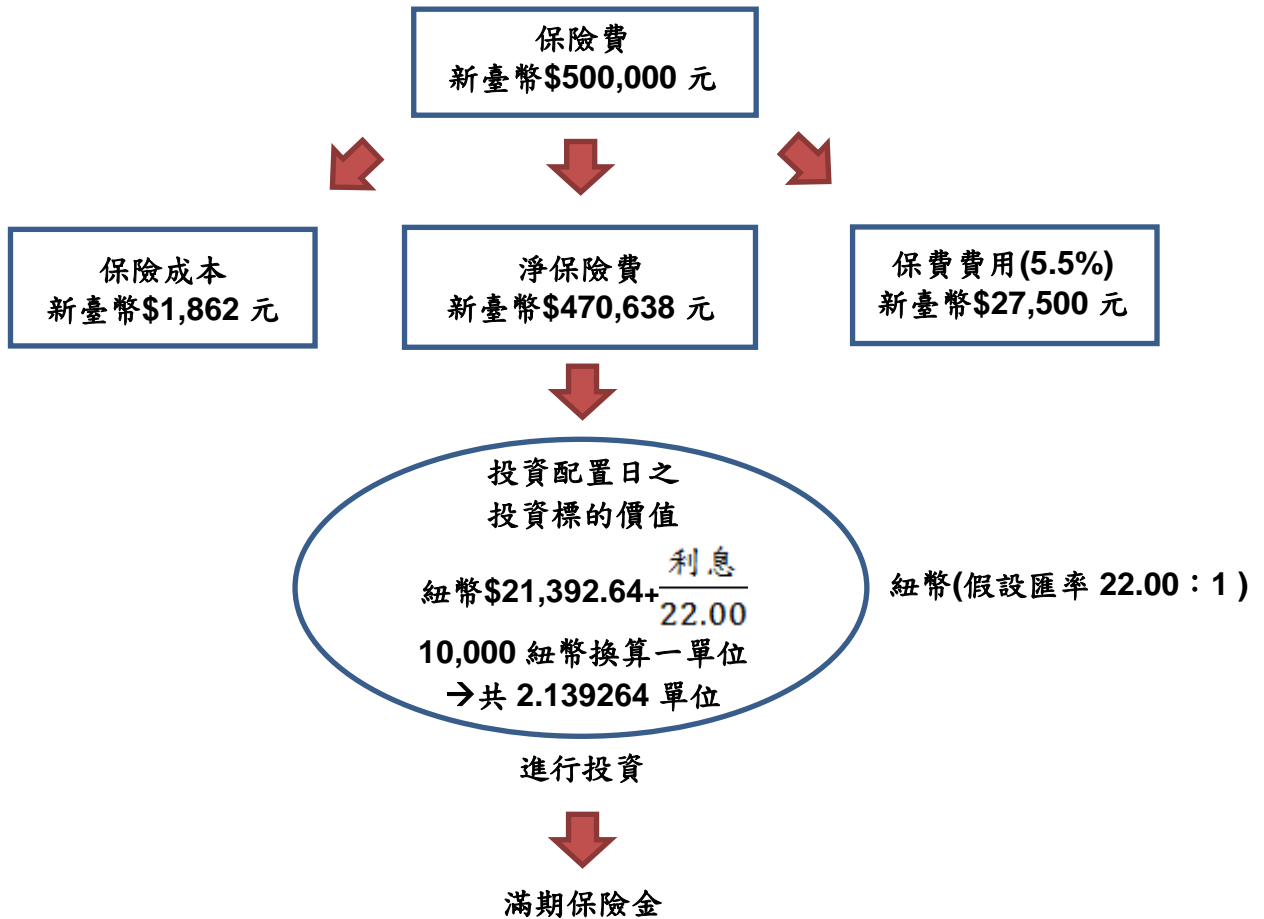 保險費
新臺幣$500,000 元
保險成本
新臺幣$1,862 元
淨保險費
新臺幣$470,638 元
保費費用(5.5%)
新臺幣$27,500 元
投資配置日之
投資標的價值
紐幣$21,392.64+利息/22.00
10,000 紐幣換算一單位
→共 2.139264 單位
紐幣(假設匯率 22.00：1 )
進行投資
滿期保險金